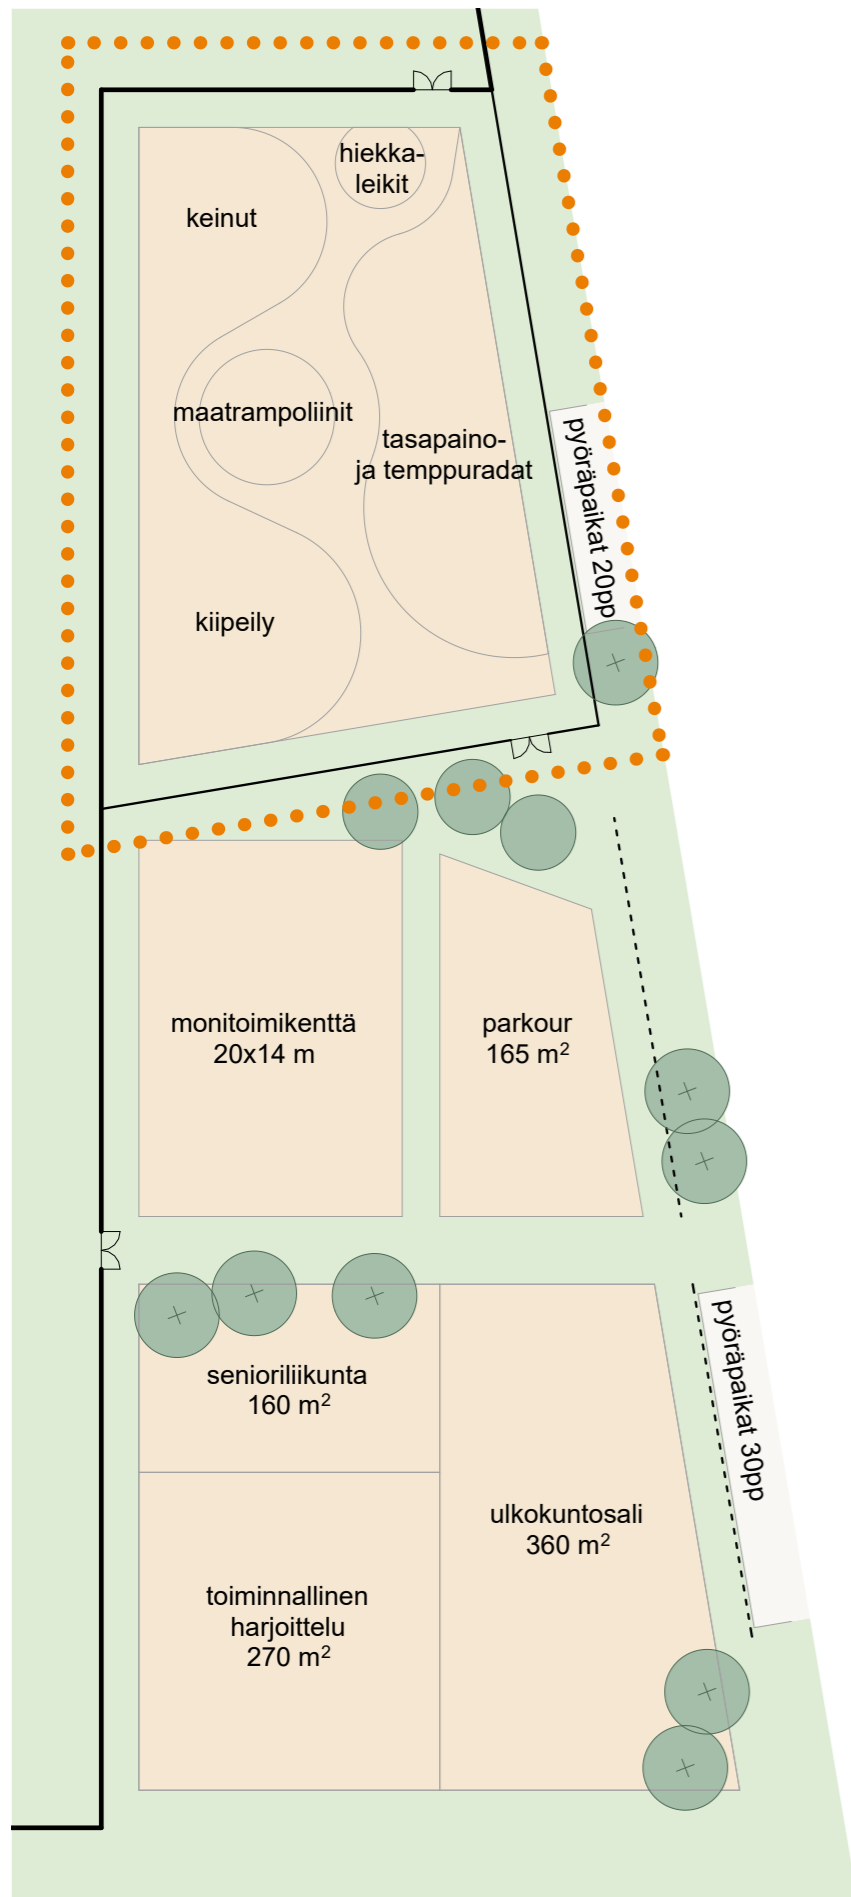 hiekka-
leikit
keinut
maatrampoliinit
tasapaino-
ja temppuradat
pyöräpaikat 20pp
kiipeily
monitoimikenttä
20x14 m
parkour
165 m²
senioriliikunta
160 m²
pyöräpaikat 30pp
ulkokuntosali
360 m²
toiminnallinen
harjoittelu
270 m²